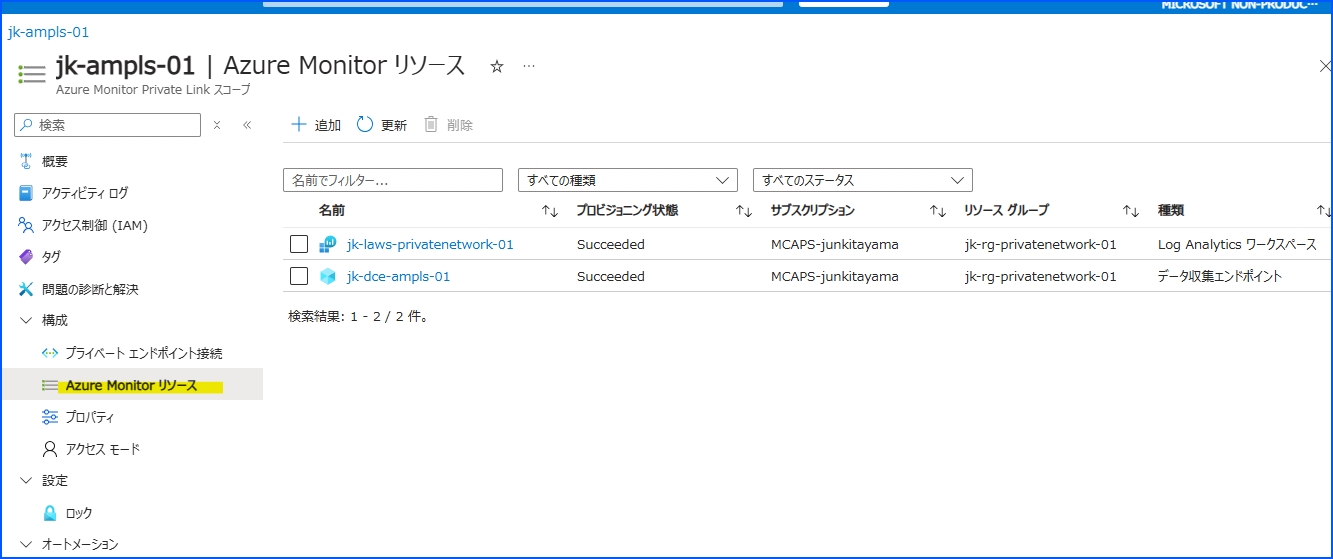 MICROSOFT NON-PRODUC...
jk-ampls-01
jk-ampls-01 | Azure Monitor リソース
Azure Monitor Private Link スコープ
検索
追加 更新 削除
概要
アクティビティ ログ
アクセス制御 (IAM)
タグ
問題の診断と解決
構成
プライベート エンドポイント接続
Azure Monitor リソース
プロパティ
アクセス モード
設定
ロック
オートメーション
名前でフィルター... すべての種類 すべてのステータス
名前 プロビジョニング状態 サブスクリプション リソース グループ 種類
jk-laws-privatenetwork-01 Succeeded MCAPS-junkitayama jk-rg-privatenetwork-01 Log Analytics ワークスペース
jk-dce-ampls-01 Succeeded MCAPS-junkitayama jk-rg-privatenetwork-01 データ収集エンドポイント
検索結果: 1 - 2 / 2 件。